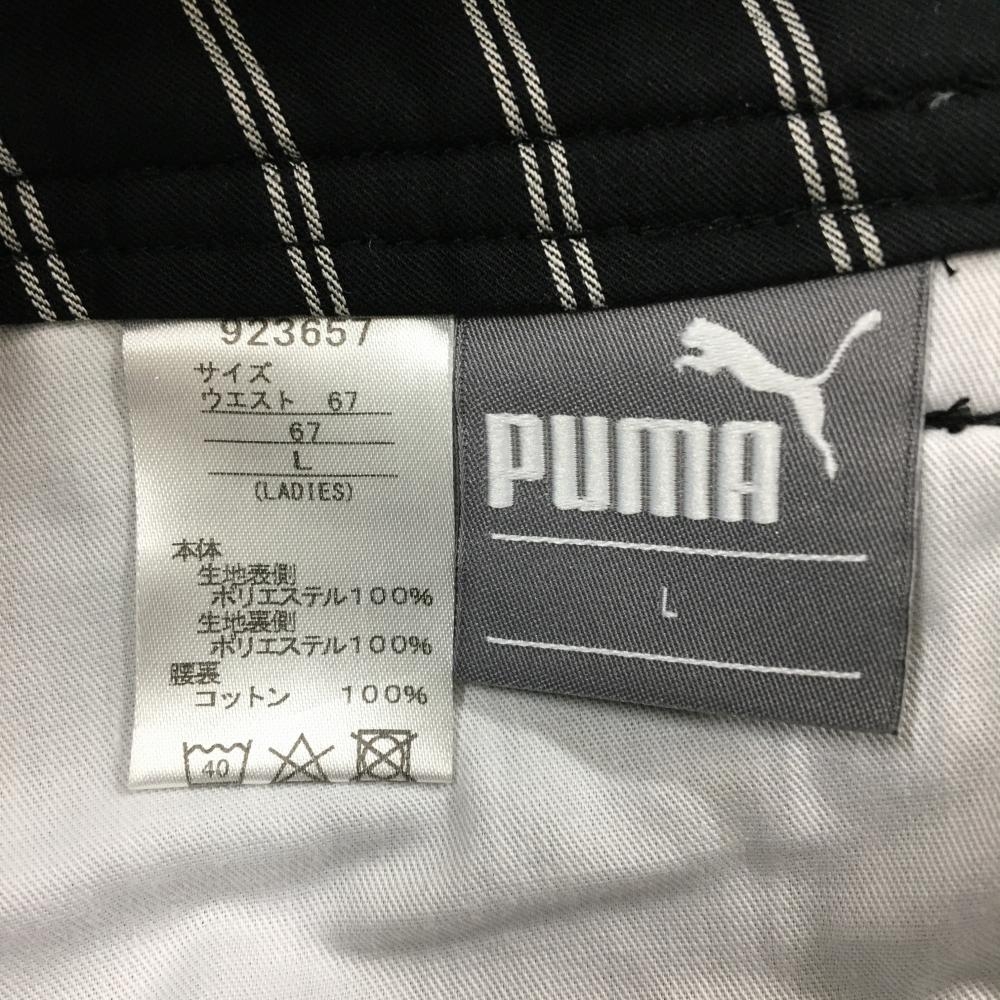 923657
サイズ
ウエスト 67
67
L
(LADIES)
本体
生地表側
ポリエステル100%
生地裏側
ポリエステル100%
腰裏
コットン 100%
40
PUMA
L